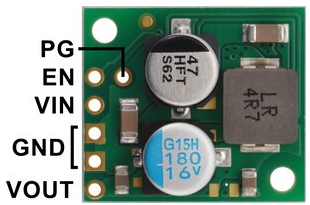 PG
EN
VIN
GND
VOUT
47
HFT
S62
LR
4R7
G15H
-180
16V